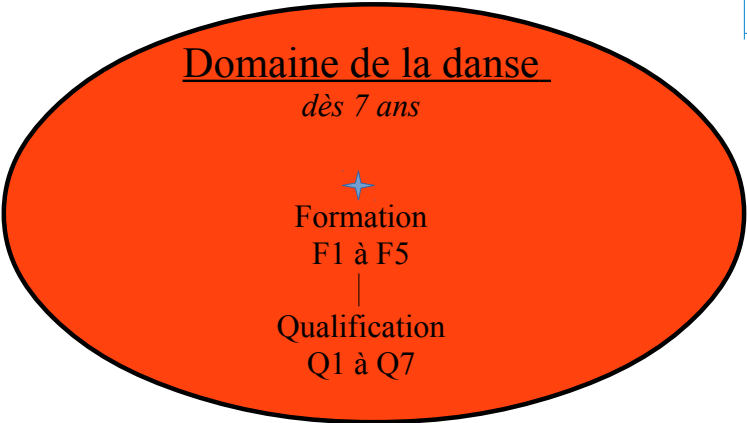 Domaine de la danse
dès 7 ans
Formation
F1 à F5
Qualification
Q1 à Q7